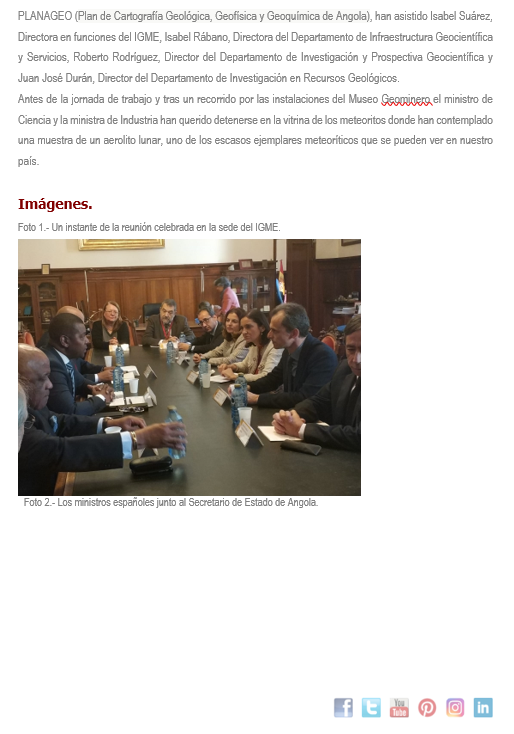 PLANAGEO (Plan de Cartografía Geológica, Geofísica y Geoquímica de Angola), han asistido Isabel Suárez,
Directora en funciones del IGME, Isabel Rábano, Directora del Departamento de Infraestructura Geocientífica
y Servicios, Roberto Rodríguez, Director del Departamento de Investigación y Prospectiva Geocientífica y
Juan José Durán, Director del Departamento de Investigación en Recursos Geológicos.
Antes de la jornada de trabajo y tras un recorrido por las instalaciones del Museo Geominero el ministro de
Ciencia y la ministra de Industria han querido detenerse en la vitrina de los meteoritos donde han contemplado
una muestra de un aerolito lunar, uno de los escasos ejemplares meteoríticos que se pueden ver en nuestro
país.
Imágenes.
Foto 1.- Un instante de la reunión celebrada en la sede del IGME.
Foto 2.- Los ministros españoles junto al Secretario de Estado de Angola.
You
Tube
in